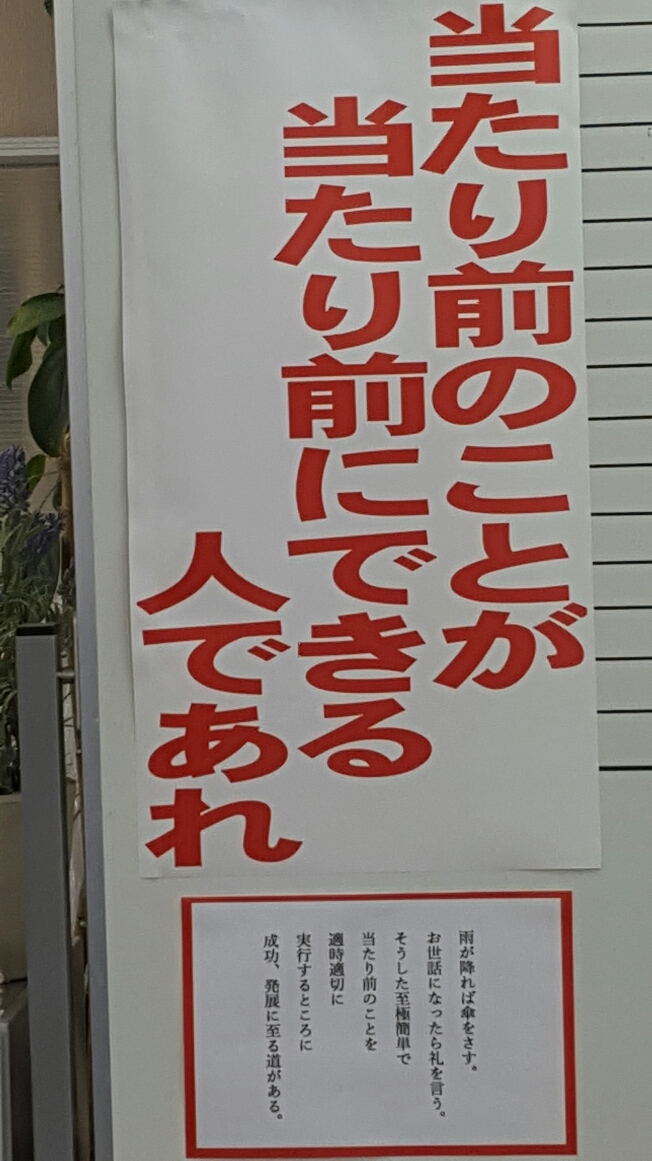 当たり前のことが
当たり前にできる
人であれ
雨が降れば傘をさす。
お世話になったら礼を言う。
そうした至極簡単で
当たり前のことを
適時適切に
実行するところに
成功、発展に至る道がある。